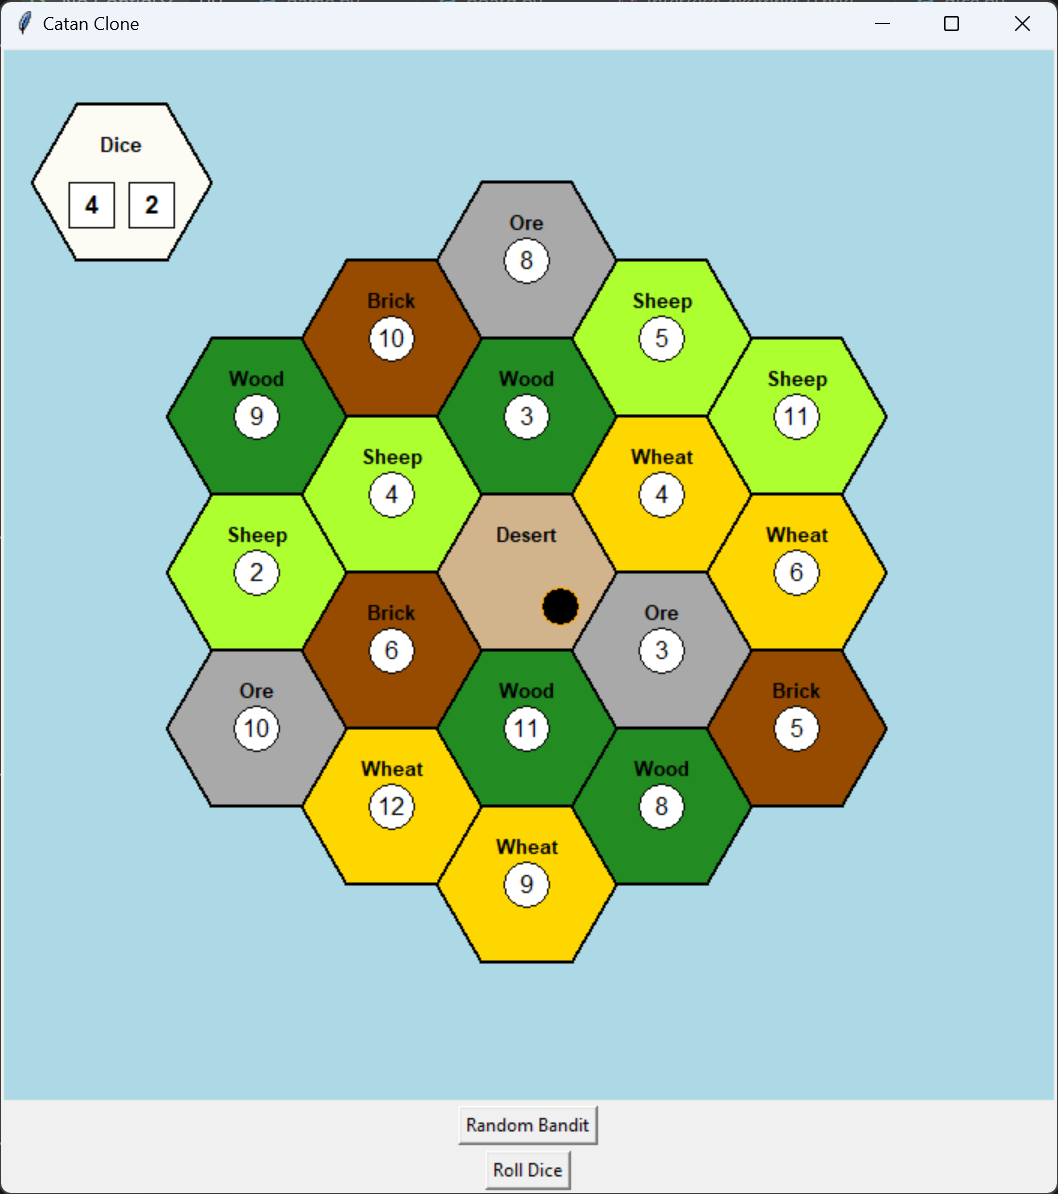 Catan Clone
Dice
4 2
Ore
8
Brick
10
Sheep
5
Wood
9
Wood
3
Sheep
11
Sheep
4
Wheat
4
Sheep
2
Desert
Wheat
6
Brick
6
Ore
3
Ore
10
Wood
11
Brick
5
Wheat
12
Wood
8
Wheat
9
Random Bandit
Roll Dice